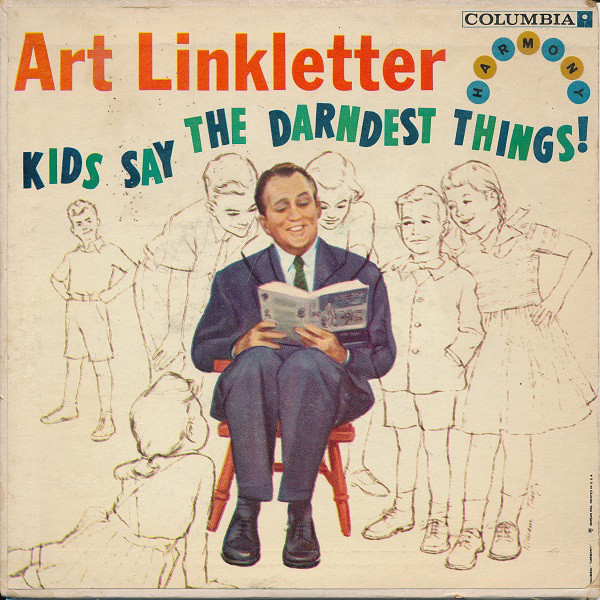 COLUMBIA
HARMONY
Art Linkletter
KIDS SAY THE DARNDEST THINGS!